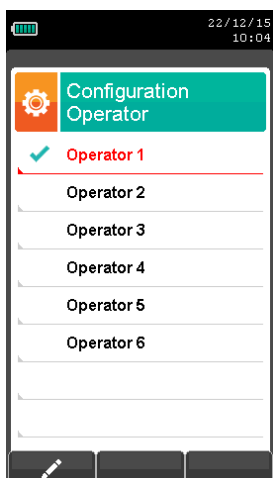 22/12/15
10:04
Configuration
Operator
Operator 1
Operator 2
Operator 3
Operator 4
Operator 5
Operator 6